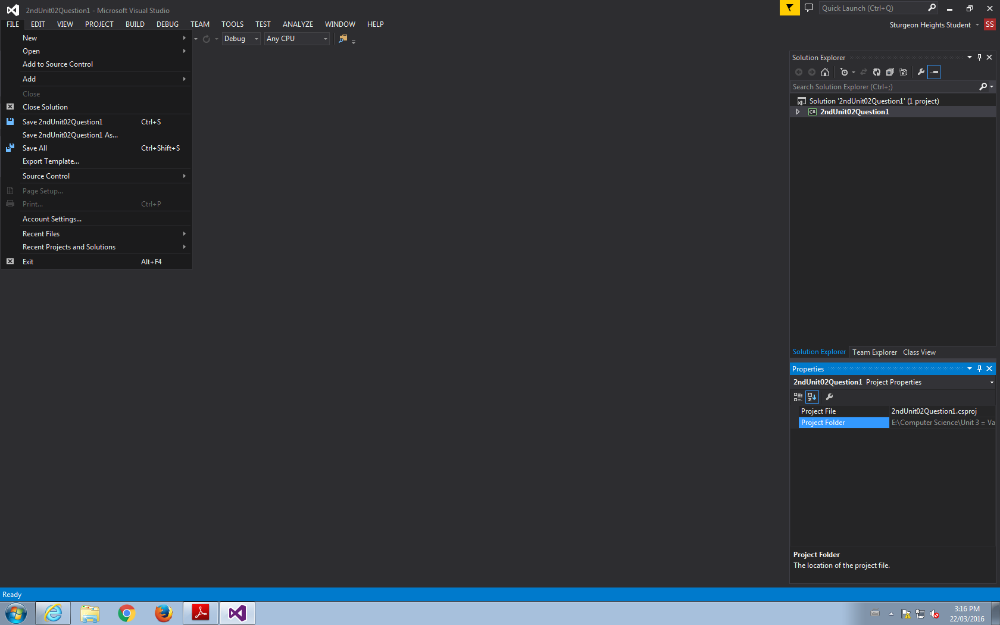 2ndUnit02Question1 - Microsoft Visual Studio
Quick Launch (Ctrl+Q)
FILE EDIT VIEW PROJECT BUILD DEBUG TEAM TOOLS TEST ANALYZE WINDOW HELP
Sturgeon Heights Student SS
Debug Any CPU
New
Open
Add to Source Control
Add
Close
Close Solution
Save 2ndUnit02Question1 Ctrl+S
Save 2ndUnit02Question1 As...
Save All Ctrl+Shift+S
Export Template...
Source Control
Page Setup...
Print... Ctrl+P
Account Settings...
Recent Files
Recent Projects and Solutions
Exit Alt+F4
Solution Explorer
Search Solution Explorer (Ctrl+;)
Solution '2ndUnit02Question1' (1 project)
C# 2ndUnit02Question1
Solution Explorer Team Explorer Class View
Properties
2ndUnit02Question1 Project Properties
Project File 2ndUnit02Question1.csproj
Project Folder E:\Computer Science\Unit 3 = Va
Project Folder
The location of the project file.
Ready
3:16 PM
22/03/2016